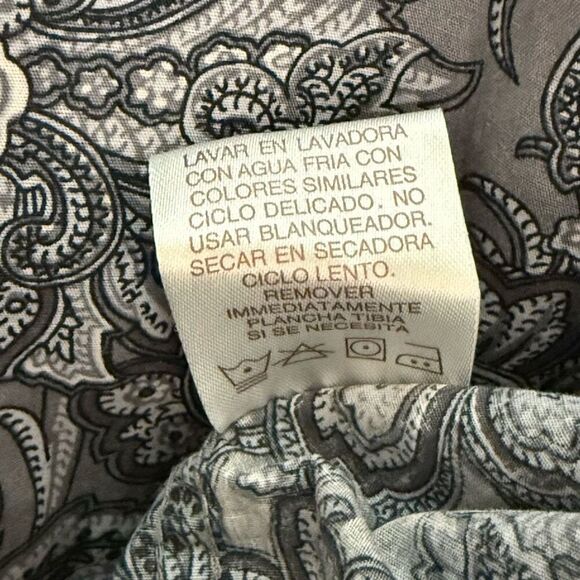 LAVAR EN LAVADORA
CON AGUA FRIA CON
COLORES SIMILARES
CICLO DELICADO. NO
USAR BLANQUEADOR.
SECAR EN SECADORA
CICLO LENTO.
REMOVER
IMMEDIATAMENTE
PLANCHA TIBIA
SI SE NECESITA